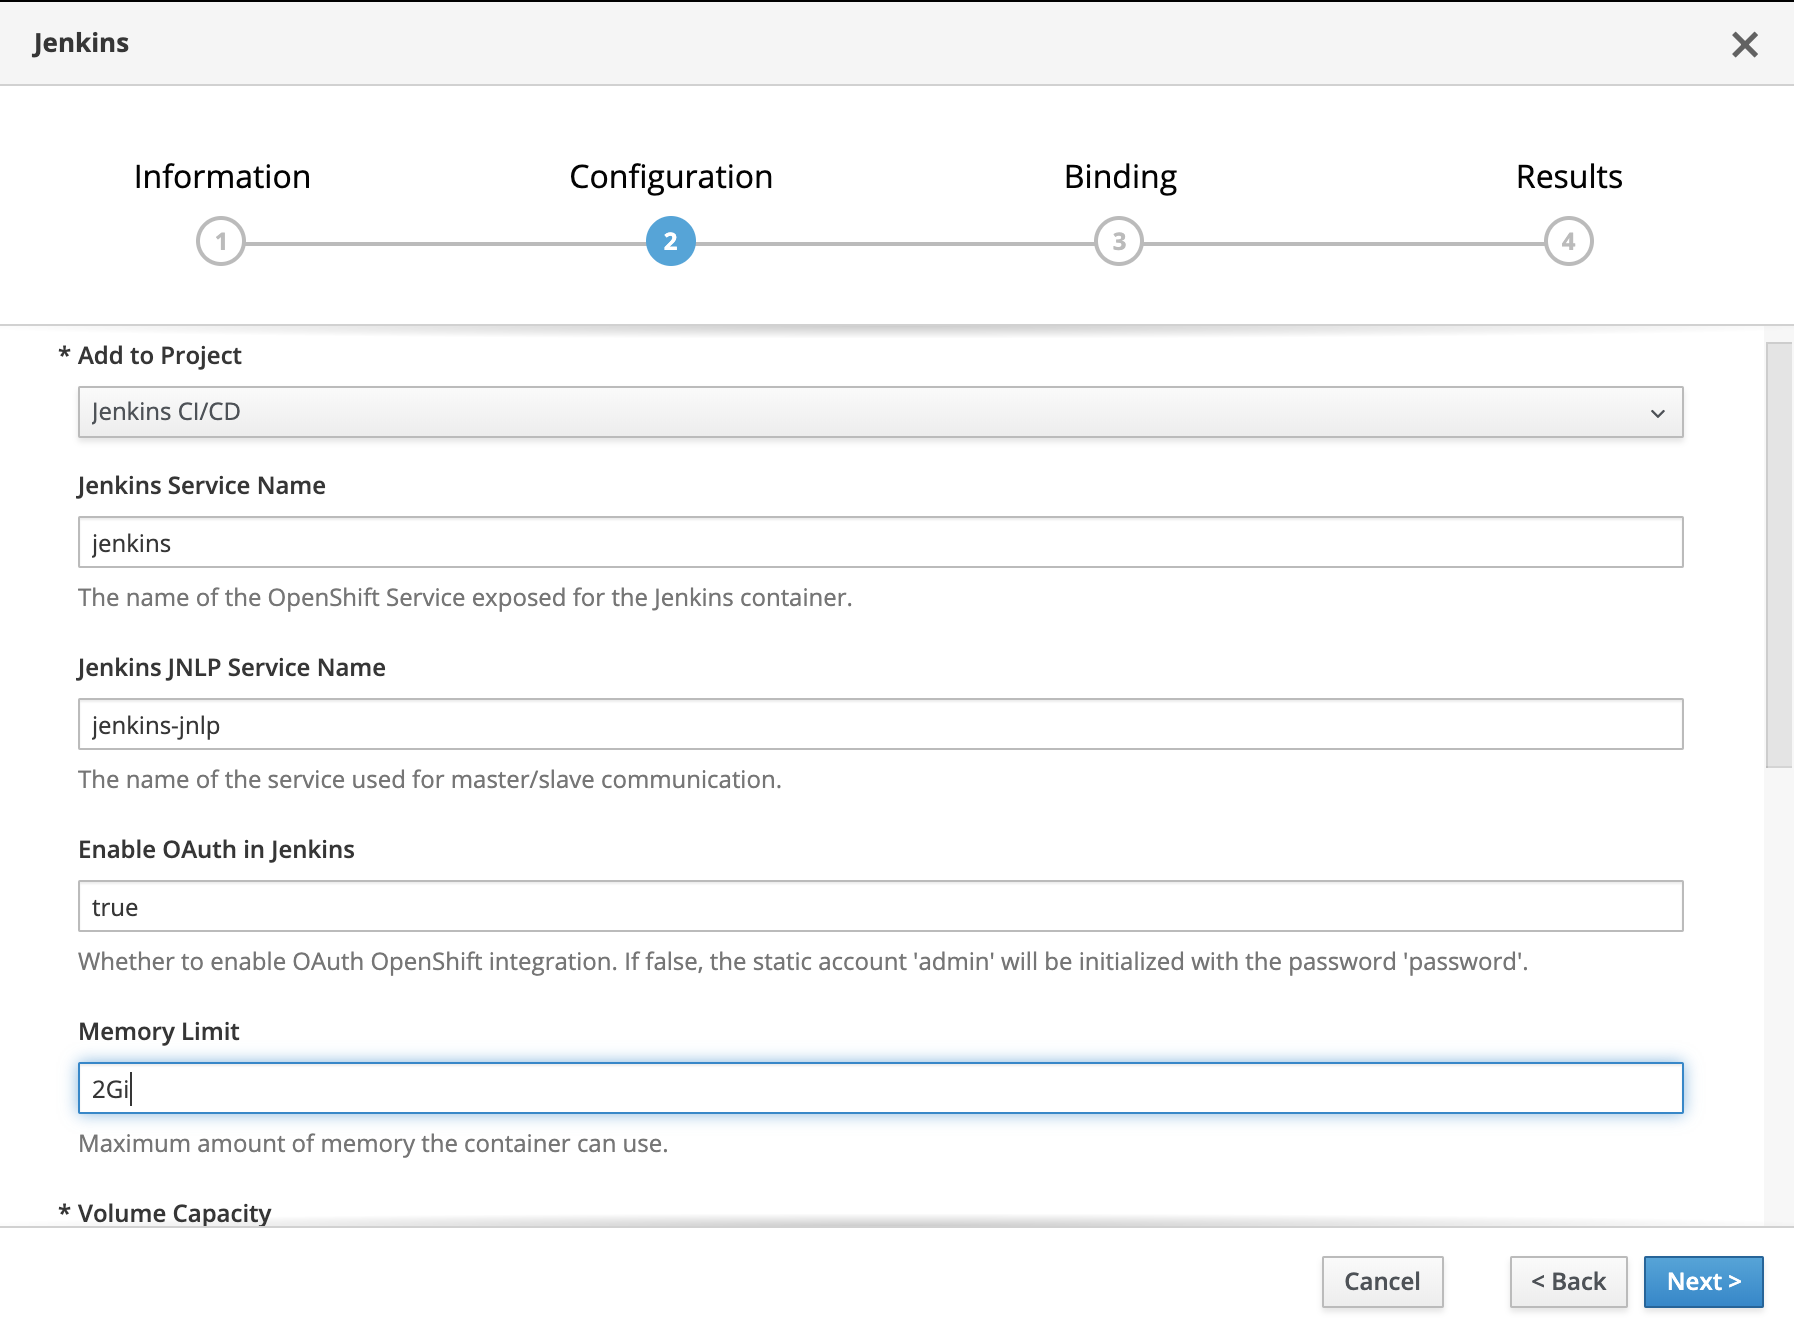 Jenkins
Information
Configuration
Binding
Results
1
2
3
4
* Add to Project
Jenkins CI/CD
Jenkins Service Name
jenkins
The name of the OpenShift Service exposed for the Jenkins container.
Jenkins JNLP Service Name
jenkins-jnlp
The name of the service used for master/slave communication.
Enable OAuth in Jenkins
true
Whether to enable OAuth OpenShift integration. If false, the static account 'admin' will be initialized with the password 'password'.
Memory Limit
2Gi
Maximum amount of memory the container can use.
* Volume Capacity
Cancel
< Back
Next >